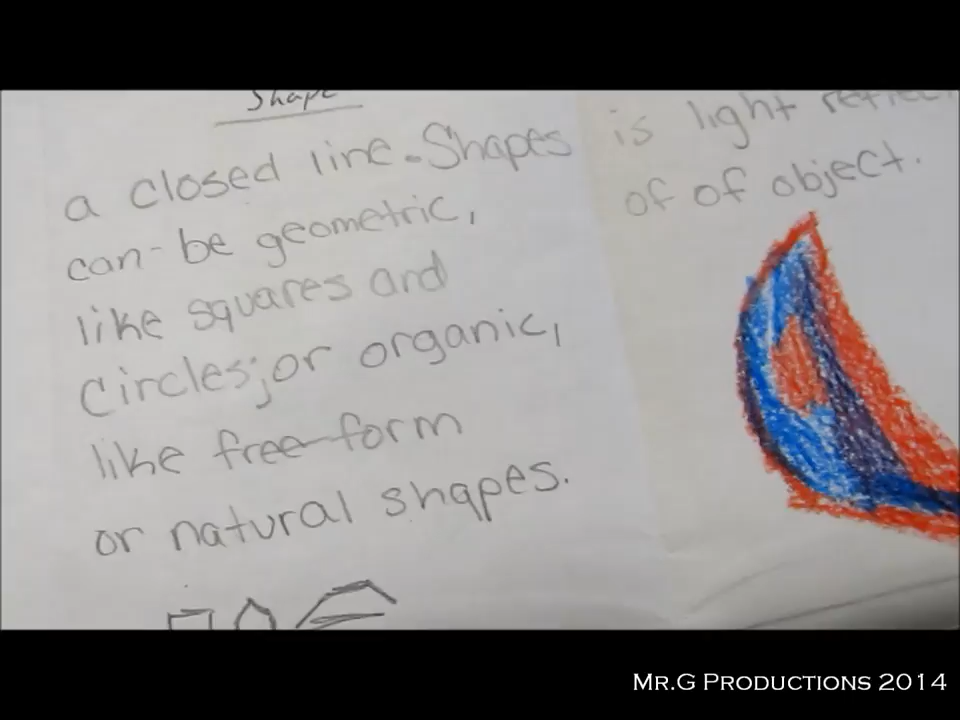 Shape
a closed line. Shapes
can be geometric,
like squares and
circles; or organic,
like free-form
or natural shapes.
is light
of of object.
Mr.G Productions 2014